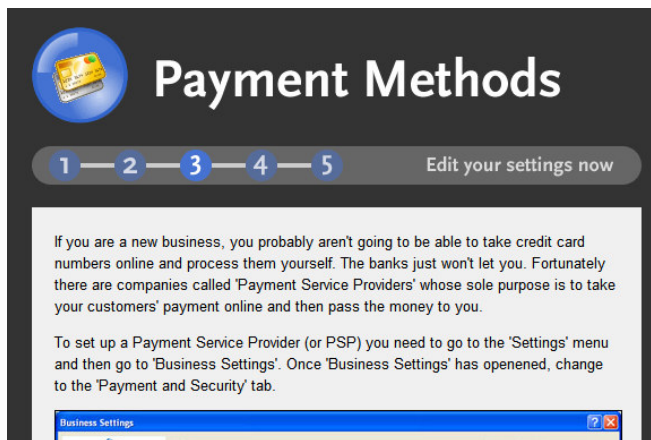 Payment Methods
1 2 3 4 5 Edit your settings now
If you are a new business, you probably aren't going to be able to take credit card
numbers online and process them yourself. The banks just won't let you. Fortunately
there are companies called 'Payment Service Providers' whose sole purpose is to take
your customers' payment online and then pass the money to you.
To set up a Payment Service Provider (or PSP) you need to go to the 'Settings' menu
and then go to 'Business Settings'. Once 'Business Settings' has openened, change
to the 'Payment and Security' tab.
Business Settings